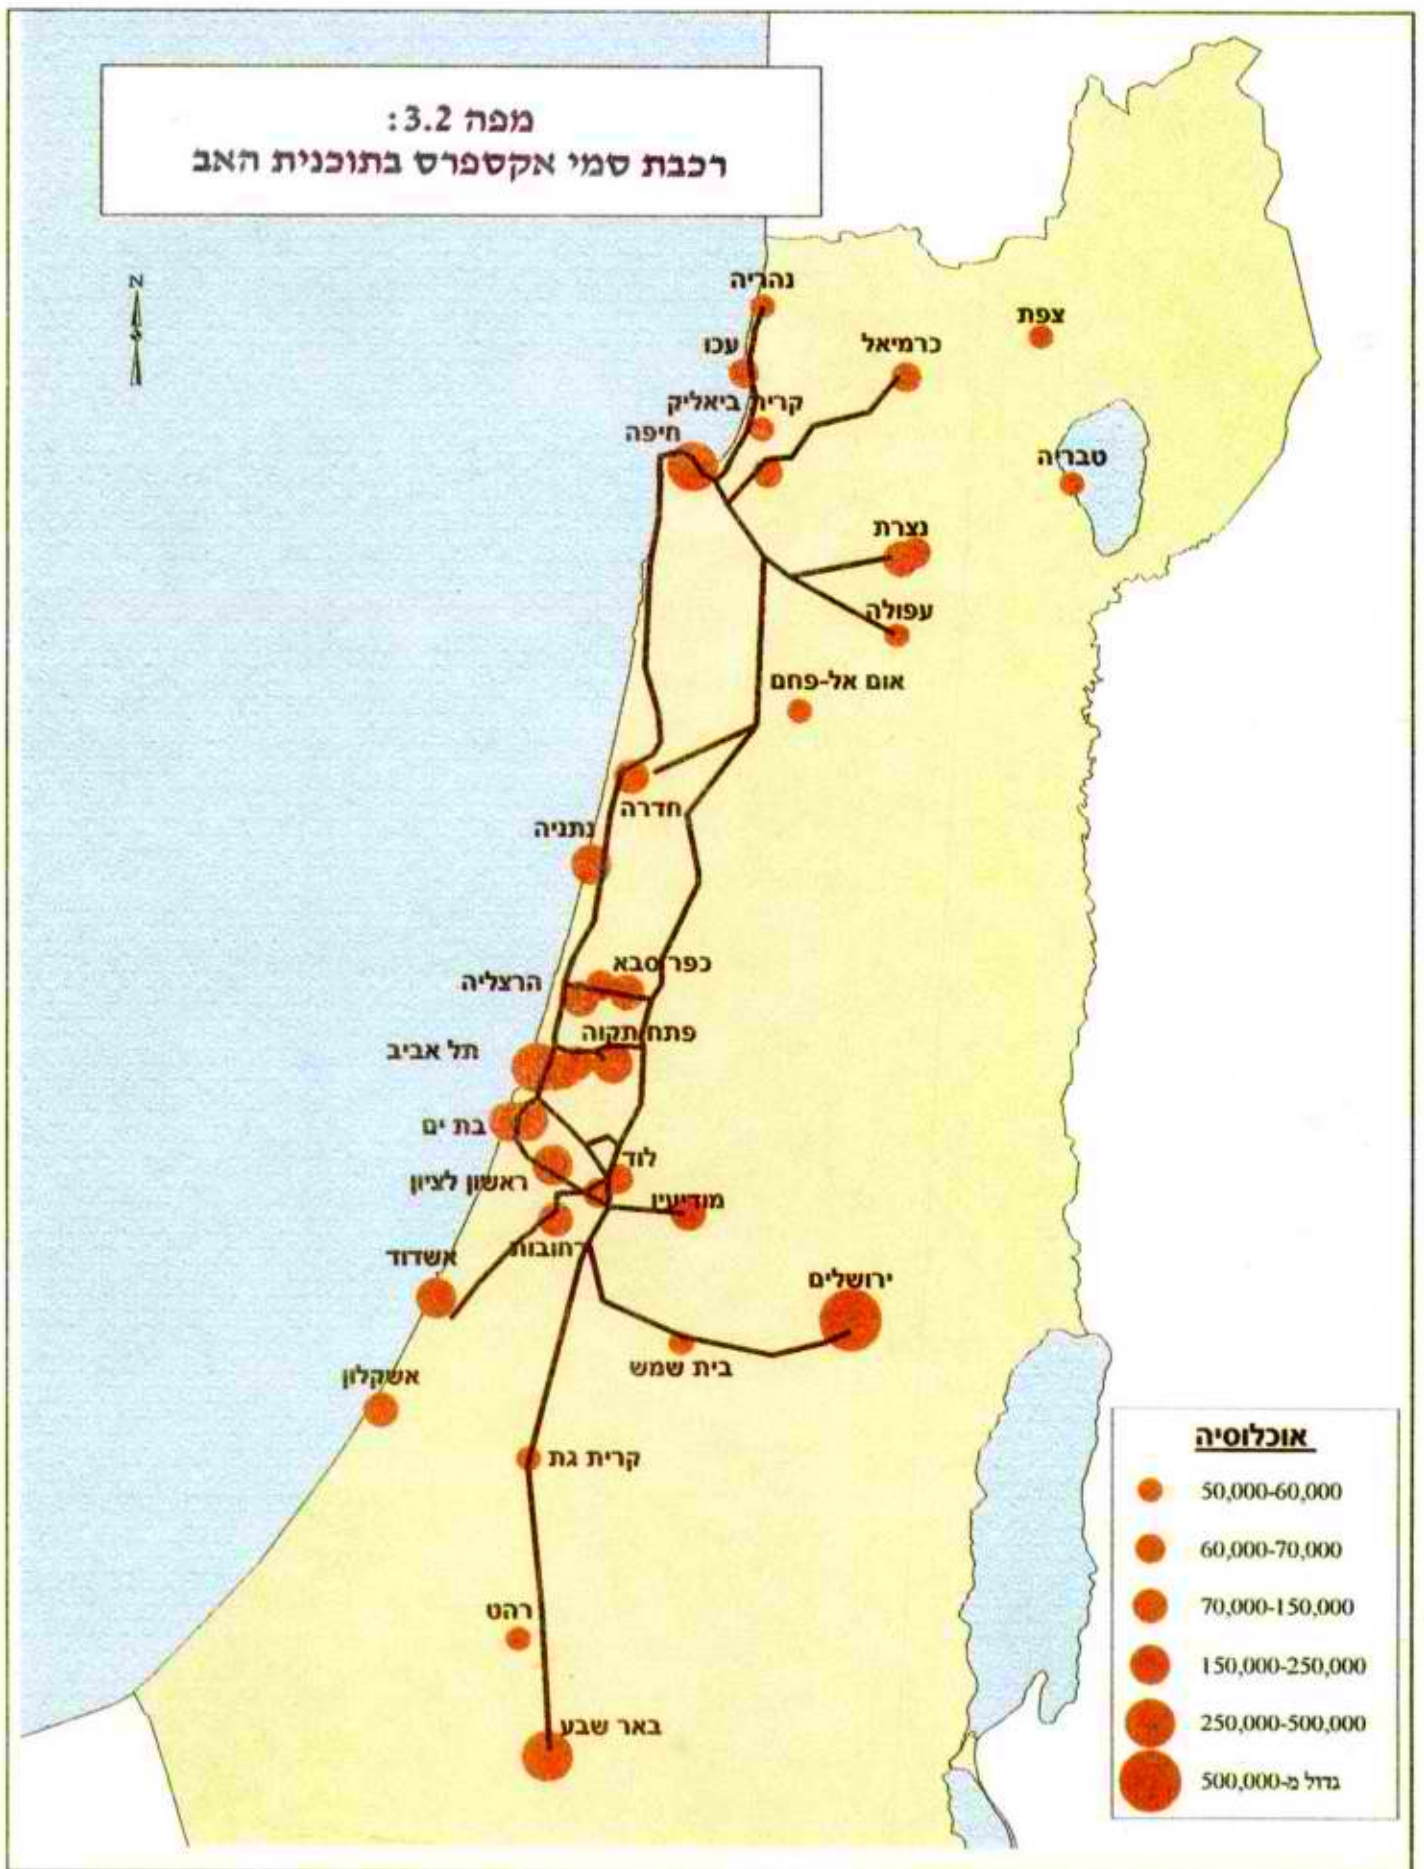 מפה 3.2:
רכבת סמי אקספרס בתוכנית האב
N
נהריה
צפת
עכו
כרמיאל
קרית ביאליק
חיפה
טבריה
נצרת
עפולה
אום אל-פחם
חדרה
נתניה
כפר סבא
הרצליה
פתח תקוה
תל אביב
בת ים
לוד
ראשון לציון
מודיעין
רחובות
אשדוד
ירושלים
בית שמש
אשקלון
קרית גת
רהט
באר שבע
אוכלוסיה
50,000-60,000
60,000-70,000
70,000-150,000
150,000-250,000
250,000-500,000
גדול מ-500,000